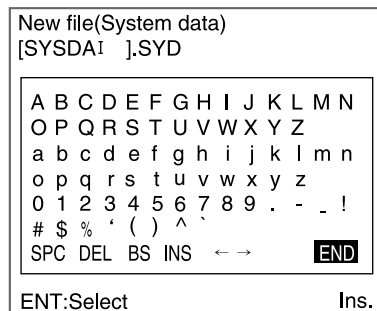 New file(System data)
[SYSDAI ].SYD
A B C D E F G H I J K L M N
O P Q R S T U V W X Y Z
a b c d e f g h i j k l m n
o p q r s t u v w x y z
0 1 2 3 4 5 6 7 8 9 . - _ !
# $ % ‘ ( ) ^ `
SPC DEL BS INS ← → END
ENT:Select Ins.